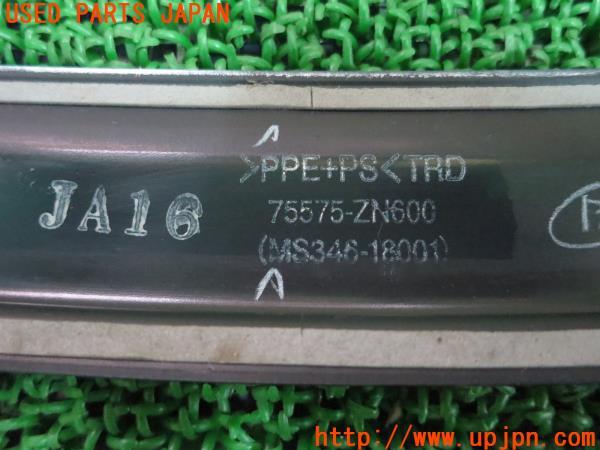 USED PARTS JAPAN
>PPE+PS<TRD
JA16
75575-ZN600
(MS346-18001)
http://www.upjpn.com/